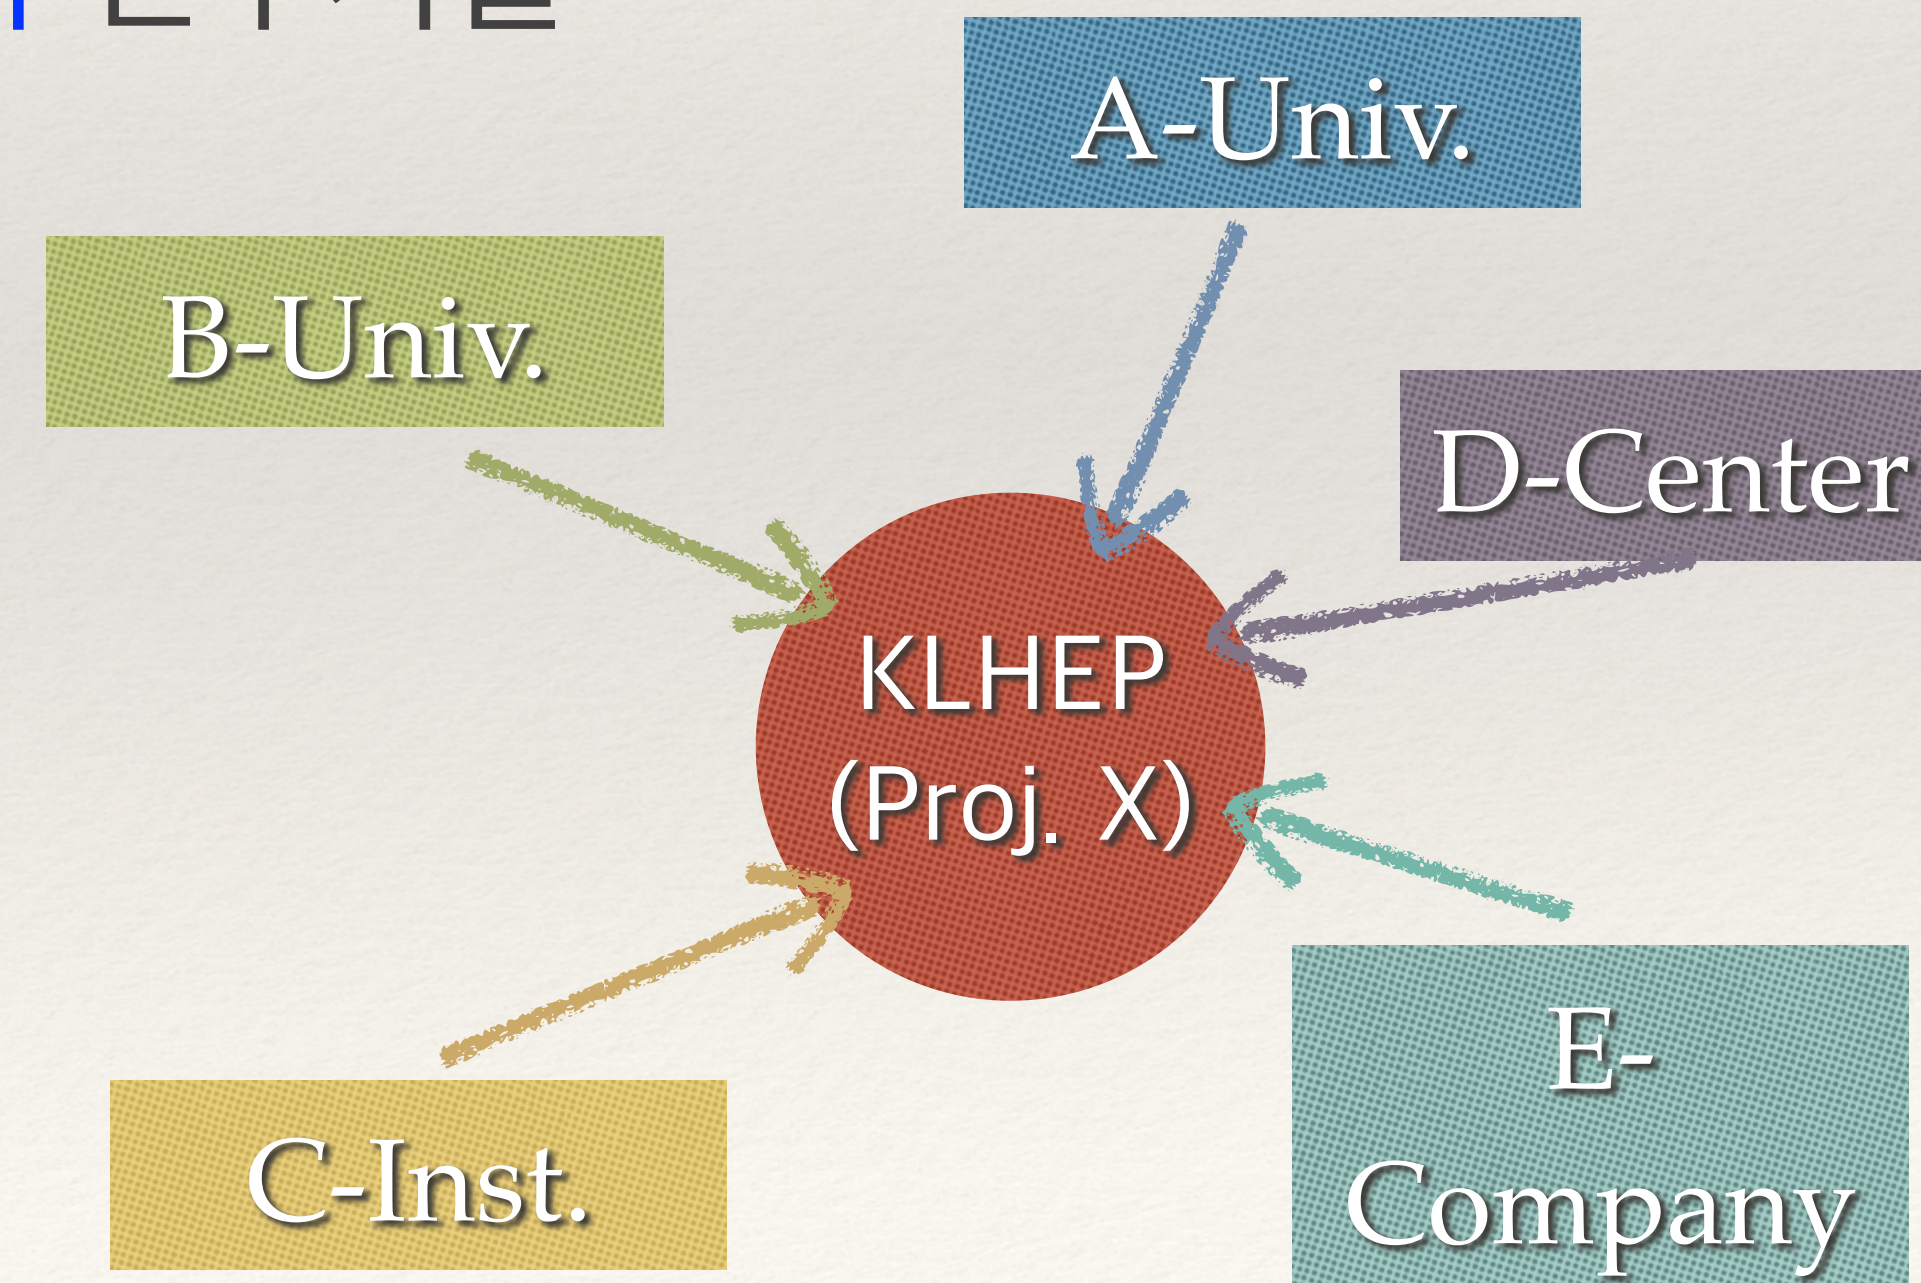 A-Univ.
B-Univ.
D-Center
KLHEP
(Proj. X)
C-Inst.
E-
Company